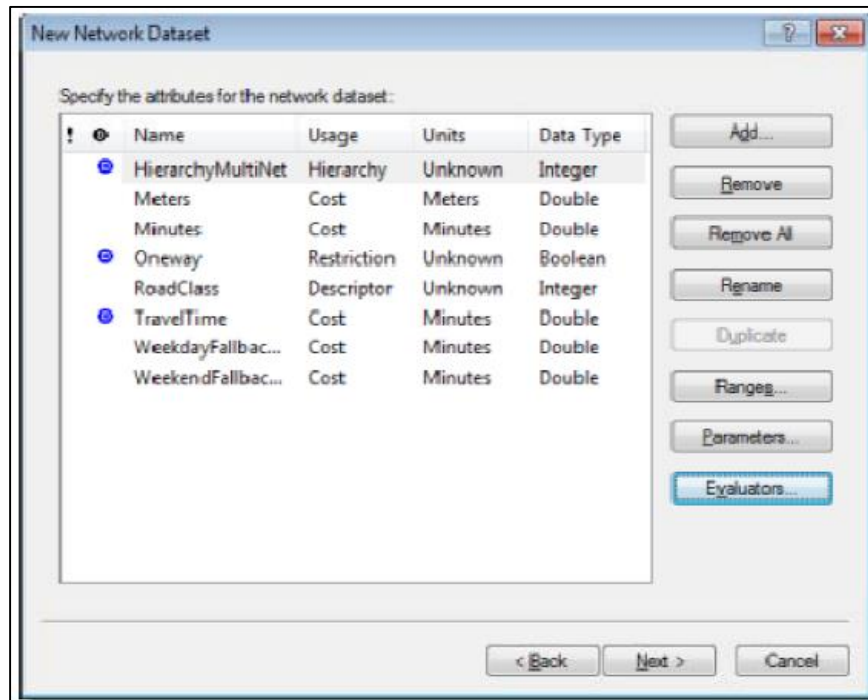 New Network Dataset
Specify the attributes for the network dataset:
! Name Usage Units Data Type
HierarchyMultiNet Hierarchy Unknown Integer
Meters Cost Meters Double
Minutes Cost Minutes Double
Oneway Restriction Unknown Boolean
RoadClass Descriptor Unknown Integer
TravelTime Cost Minutes Double
WeekdayFallbac... Cost Minutes Double
WeekendFallbac... Cost Minutes Double
Add...
Remove
Remove All
Rename
Duplicate
Ranges...
Parameters...
Evaluators...
< Back
Next >
Cancel